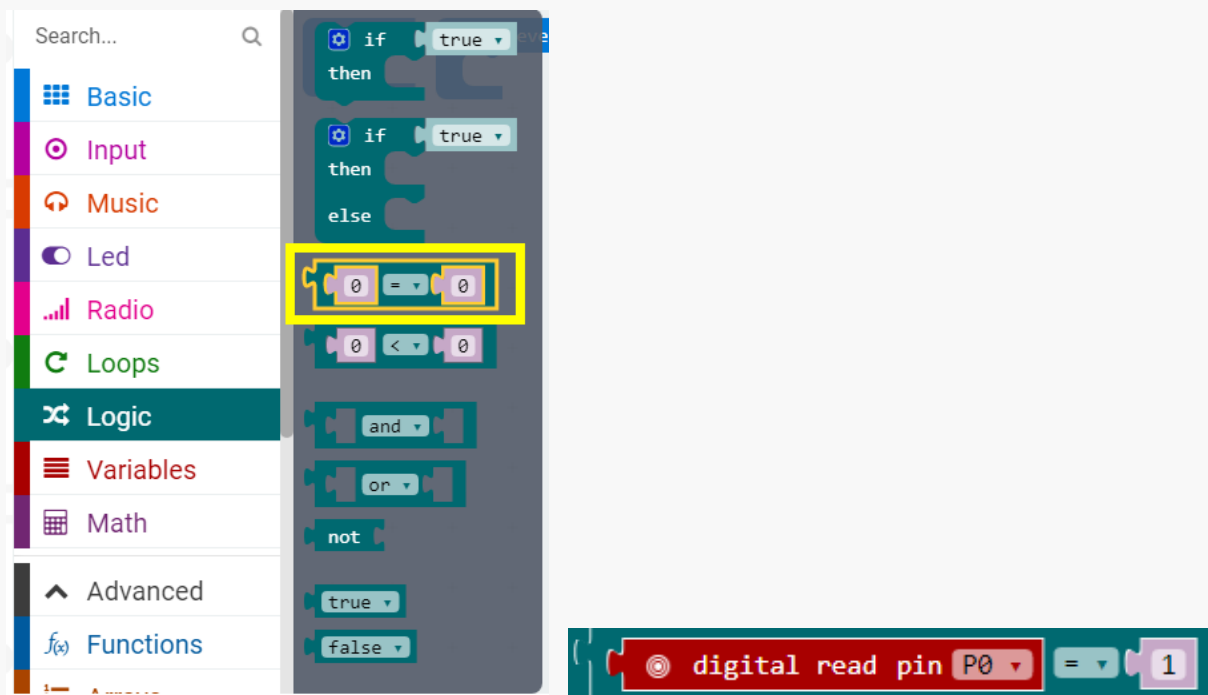 Search...
Basic
Input
Music
Led
Radio
Loops
Logic
Variables
Math
Advanced
Functions
if true
then
if true
then
else
0 = 0
0 < 0
and
or
not
true
false
digital read pin P0 = 1